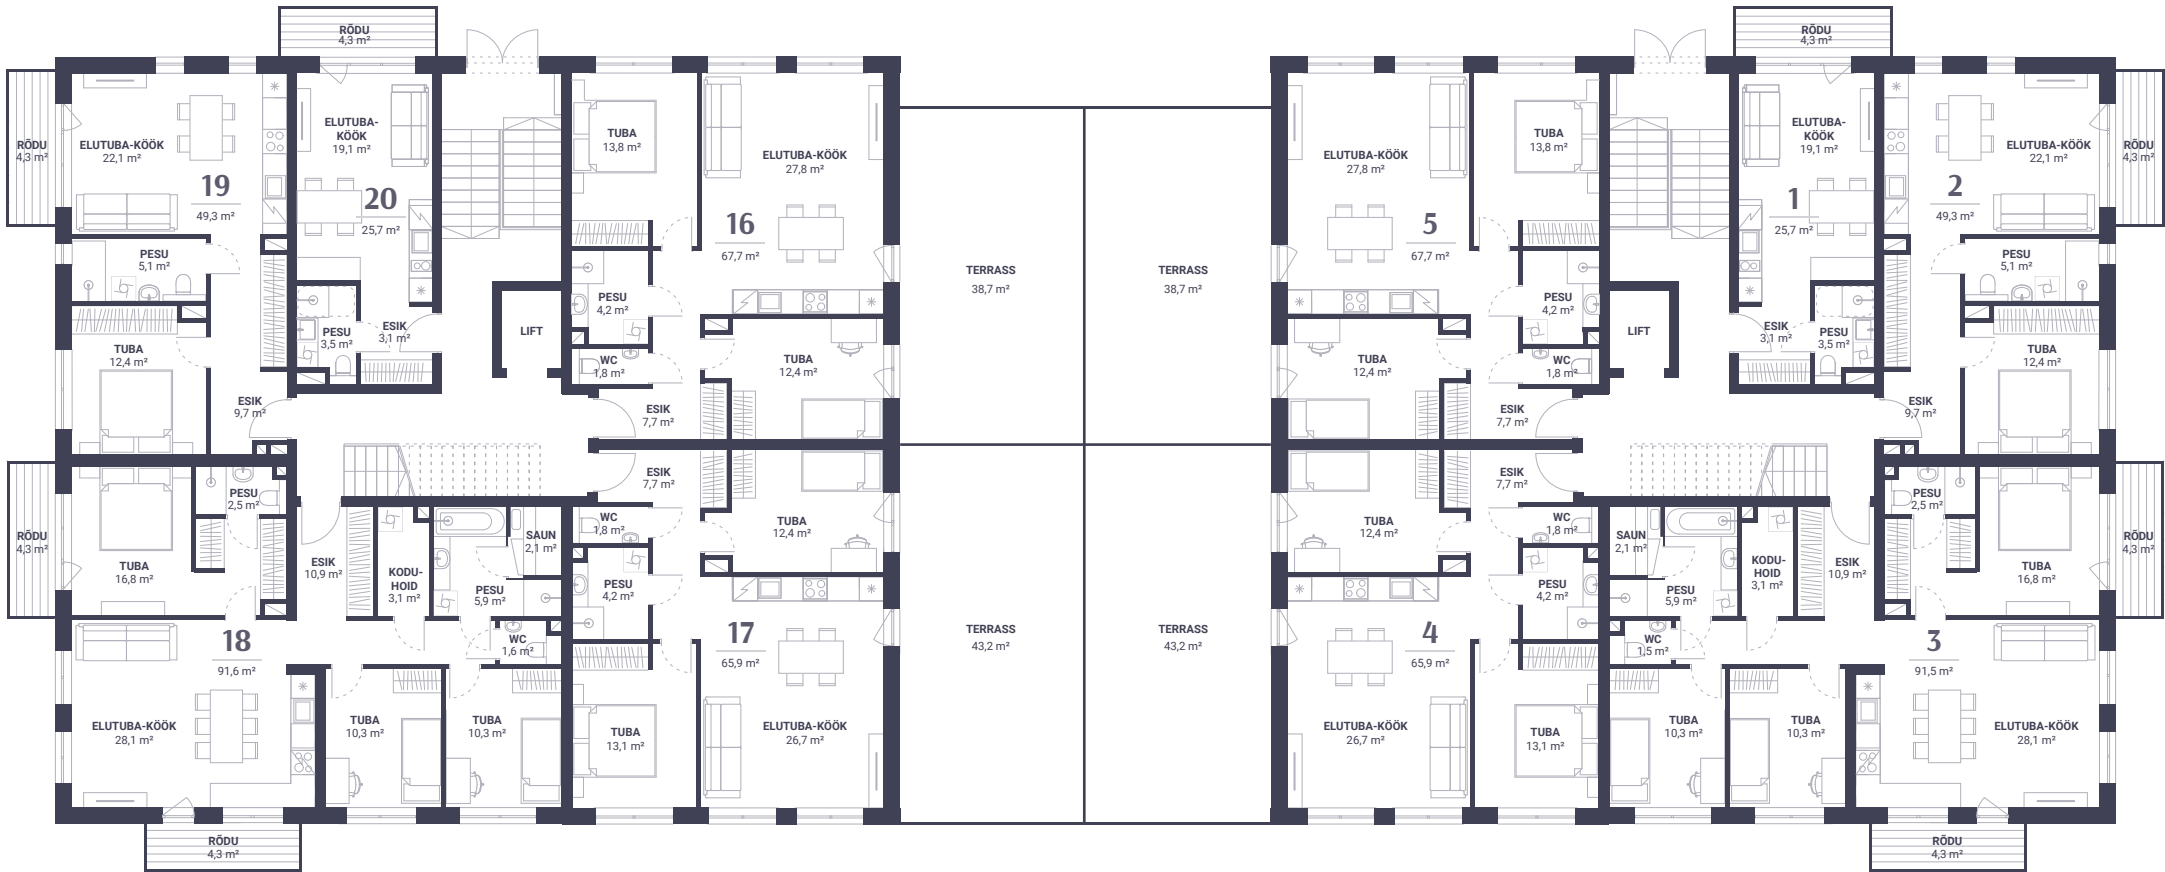 RÕDU
4,3 m²
RÕDU
4,3 m²
ELUTUBA-KÖÖK
22,1 m²
19
49,3 m²
PESU
5,1 m²
TUBA
12,4 m²
ESIK
9,7 m²
ELUTUBA-
KÖÖK
19,1 m²
20
25,7 m²
PESU
3,5 m²
ESIK
3,1 m²
LIFT
TUBA
13,8 m²
ELUTUBA-KÖÖK
27,8 m²
16
67,7 m²
PESU
4,2 m²
WC
1,8 m²
TUBA
12,4 m²
ESIK
7,7 m²
TERRASS
38,7 m²
TERRASS
38,7 m²
RÕDU
4,3 m²
PESU
2,5 m²
TUBA
16,8 m²
18
91,6 m²
ELUTUBA-KÖÖK
28,1 m²
RÕDU
4,3 m²
ESIK
10,9 m²
KODU-
HOID
3,1 m²
PESU
5,9 m²
SAUN
2,1 m²
WC
1,6 m²
TUBA
10,3 m²
TUBA
10,3 m²
ESIK
7,7 m²
WC
1,8 m²
TUBA
12,4 m²
PESU
4,2 m²
17
65,9 m²
TUBA
13,1 m²
ELUTUBA-KÖÖK
26,7 m²
TERRASS
43,2 m²
TERRASS
43,2 m²
ELUTUBA-KÖÖK
27,8 m²
TUBA
13,8 m²
5
67,7 m²
PESU
4,2 m²
WC
1,8 m²
TUBA
12,4 m²
ESIK
7,7 m²
LIFT
RÕDU
4,3 m²
ELUTUBA-
KÖÖK
19,1 m²
1
25,7 m²
ESIK
3,1 m²
PESU
3,5 m²
ELUTUBA-KÖÖK
22,1 m²
2
49,3 m²
RÕDU
4,3 m²
PESU
5,1 m²
TUBA
12,4 m²
ESIK
9,7 m²
ESIK
7,7 m²
WC
1,8 m²
TUBA
12,4 m²
PESU
4,2 m²
4
65,9 m²
ELUTUBA-KÖÖK
26,7 m²
TUBA
13,1 m²
SAUN
2,1 m²
PESU
5,9 m²
KODU-
HOID
3,1 m²
ESIK
10,9 m²
WC
1,5 m²
TUBA
10,3 m²
TUBA
10,3 m²
PESU
2,5 m²
TUBA
16,8 m²
RÕDU
4,3 m²
3
91,5 m²
ELUTUBA-KÖÖK
28,1 m²
RÕDU
4,3 m²